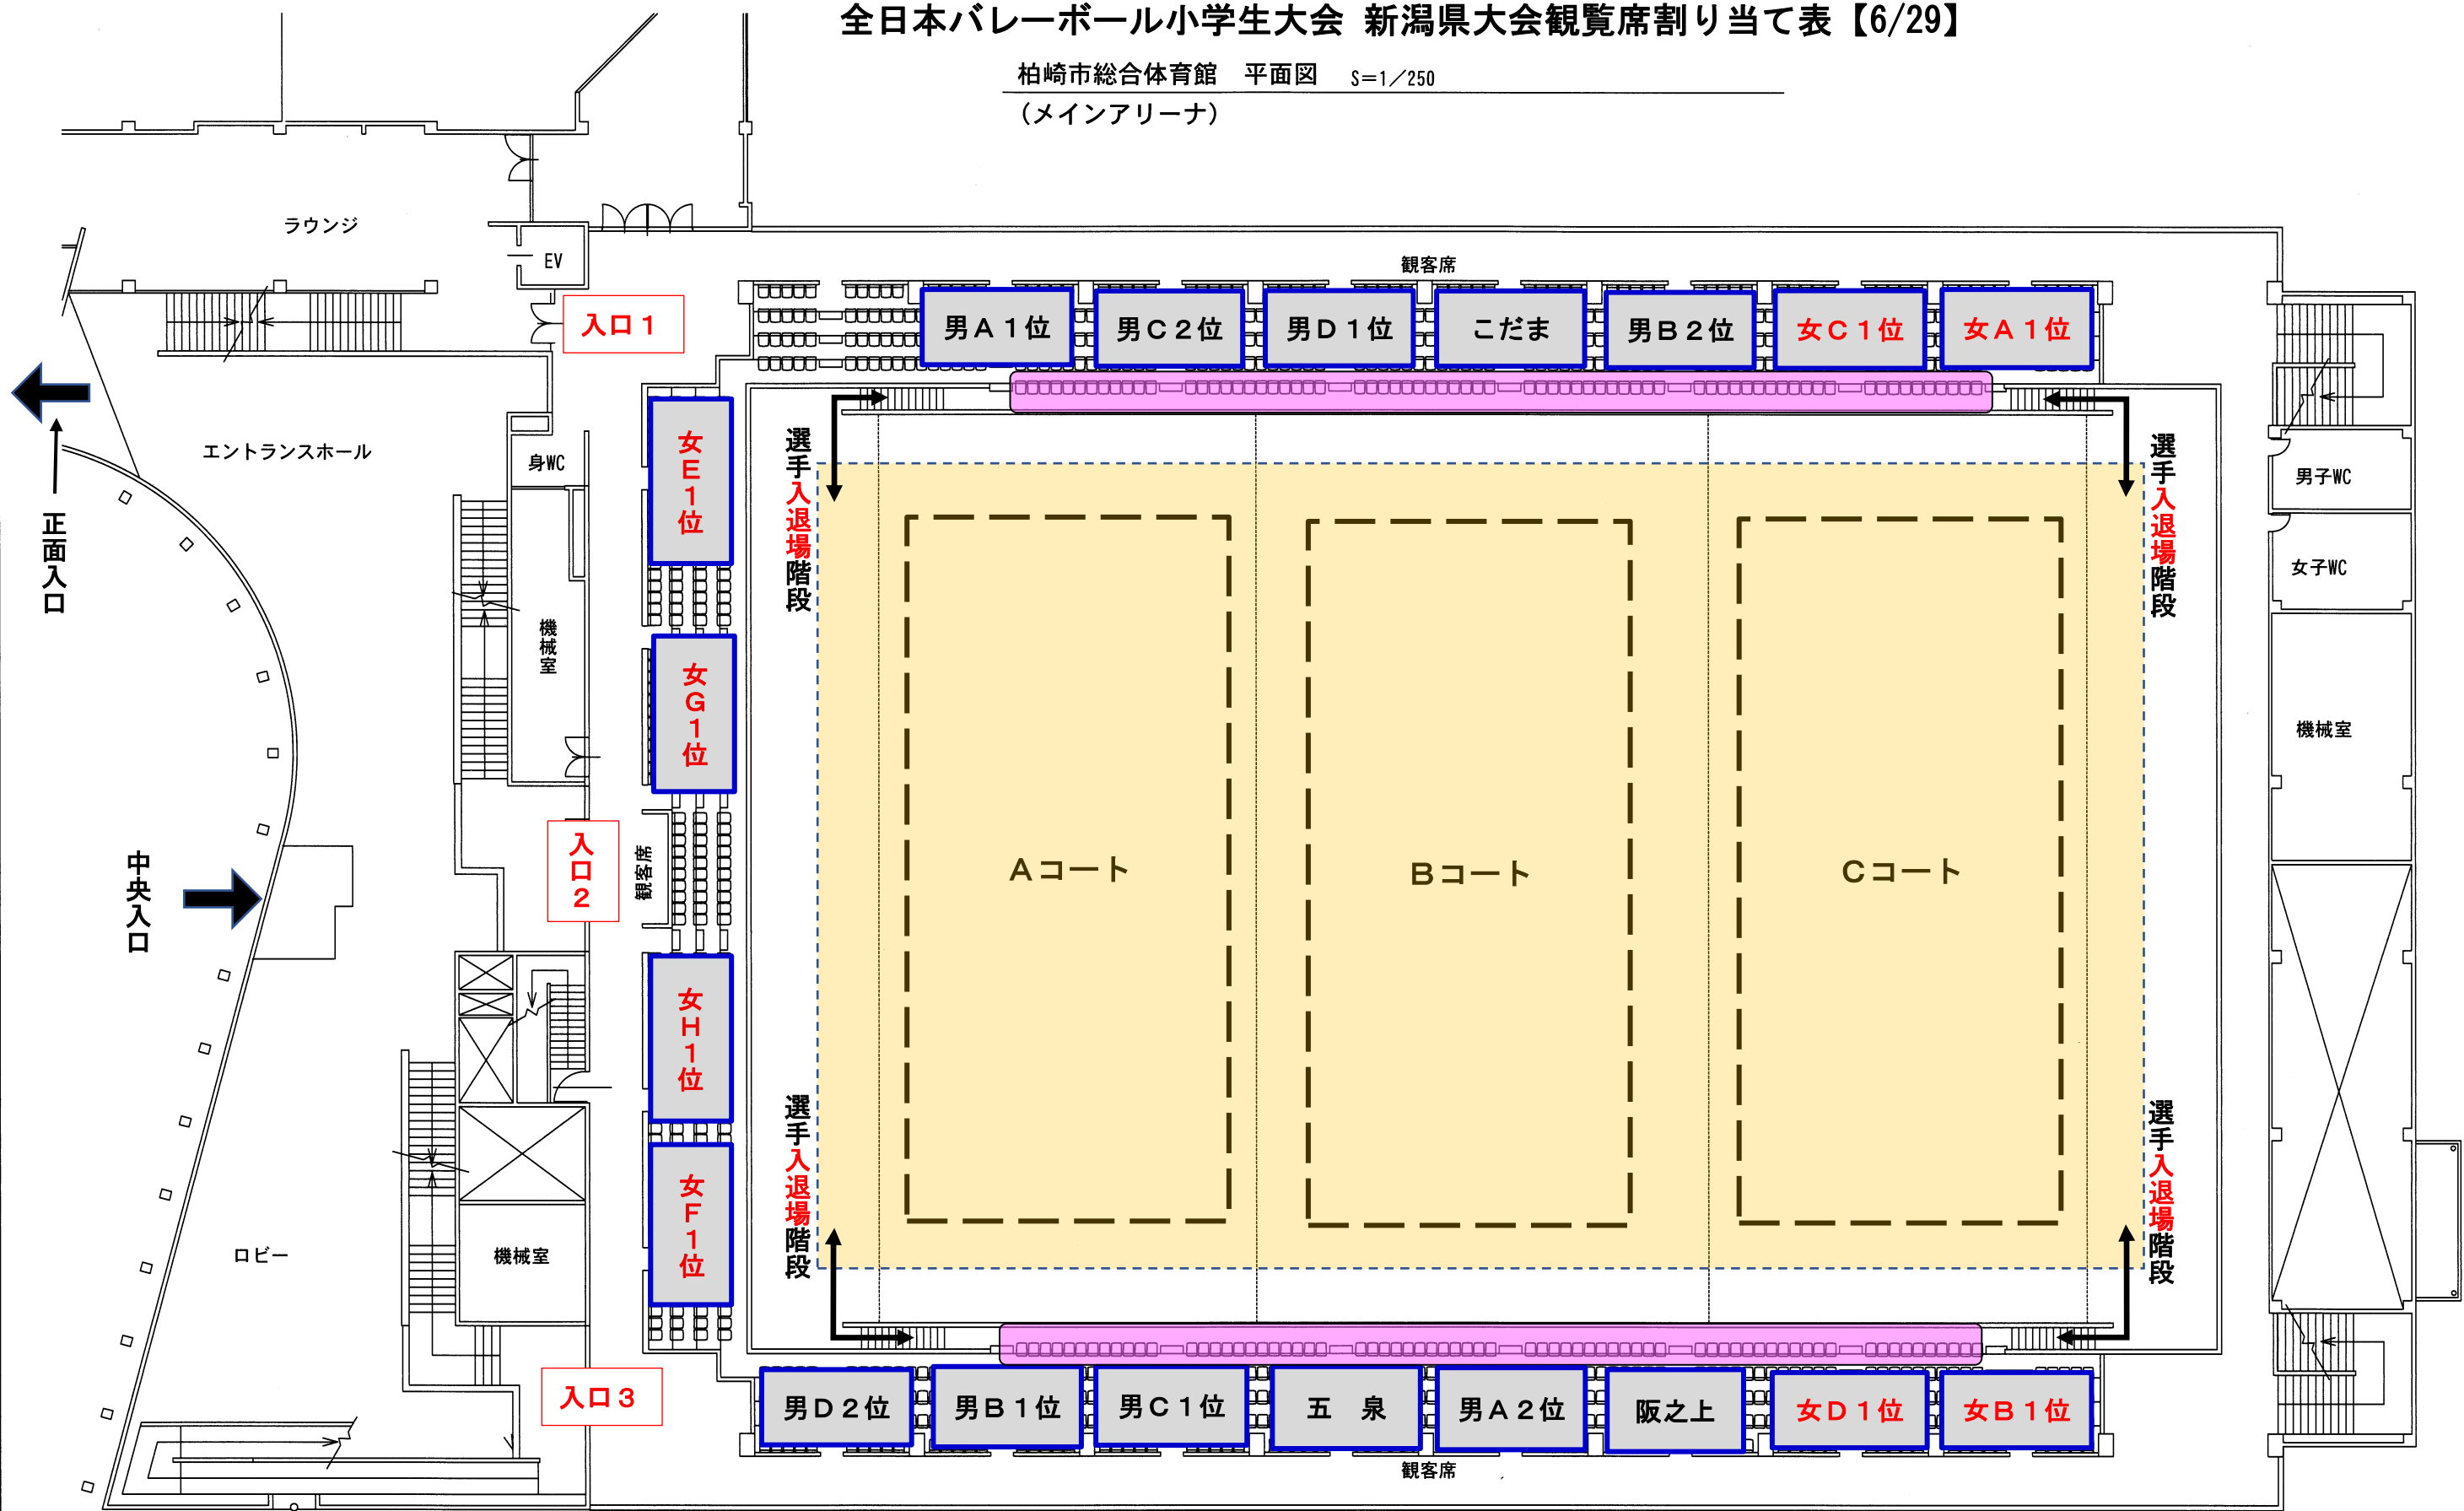 全日本バレーボール小学生大会 新潟県大会観覧席割り当て表【6/29】
柏崎市総合体育館 平面図 S=1/250
(メインアリーナ)
ラウンジ
EV
観客席
入口1
男A1位
男C2位
男D1位
こだま
男B2位
女C1位
女A1位
エントランスホール
身WC
女E1位
選手入退場階段
選手入退場階段
男子WC
正面入口
女子WC
機械室
女G1位
機械室
中央入口
入口2
観客席
Aコート
Bコート
Cコート
女H1位
選手入退場階段
選手入退場階段
女F1位
ロビー
機械室
入口3
男D2位
男B1位
男C1位
五 泉
男A2位
阪之上
女D1位
女B1位
観客席